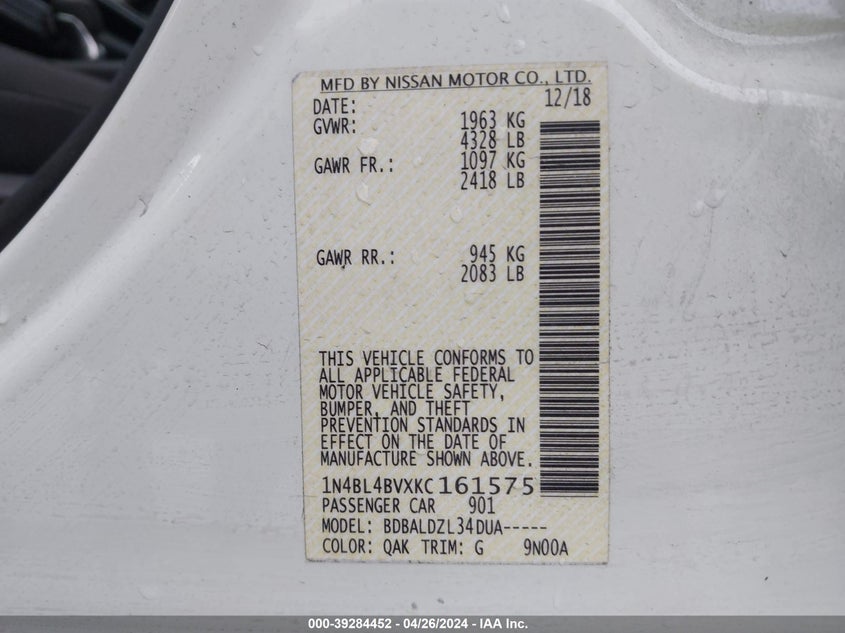 MFD BY NISSAN MOTOR CO., LTD.
DATE: 12/18
GVWR: 1963 KG
4328 LB
GAWR FR.: 1097 KG
2418 LB
GAWR RR.: 945 KG
2083 LB
THIS VEHICLE CONFORMS TO
ALL APPLICABLE FEDERAL
MOTOR VEHICLE SAFETY,
BUMPER, AND THEFT
PREVENTION STANDARDS IN
EFFECT ON THE DATE OF
MANUFACTURE SHOWN ABOVE.
1N4BL4BVXKC161575
PASSENGER CAR 901
MODEL: BDBALDZL34DUA-----
COLOR: QAK TRIM: G 9N00A
000-39284452 - 04/26/2024 - IAA Inc.